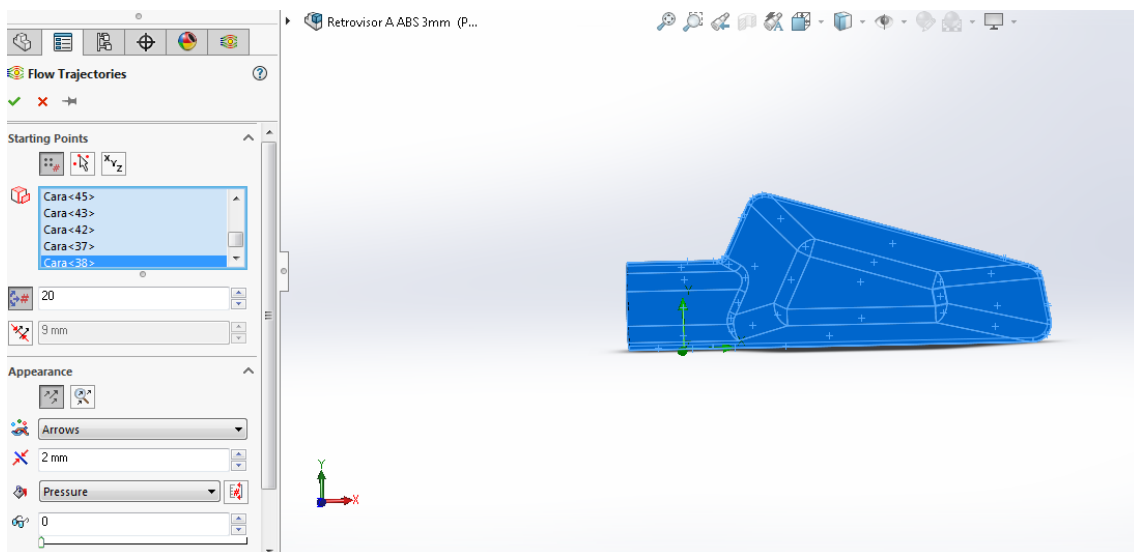 Retrovisor A ABS 3mm (P...
Flow Trajectories
?
Starting Points
# X Y Z
Cara<45>
Cara<43>
Cara<42>
Cara<37>
Cara<38>
# 20
9 mm
Appearance
Arrows
2 mm
Pressure
0
Y
Y
X